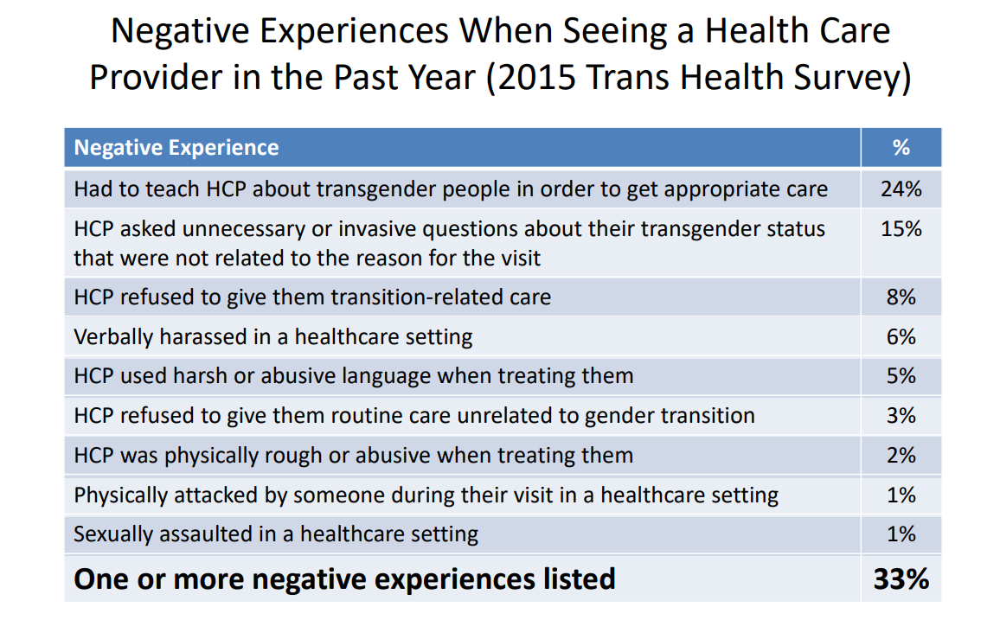 Negative Experiences When Seeing a Health Care
Provider in the Past Year (2015 Trans Health Survey)
Negative Experience %
Had to teach HCP about transgender people in order to get appropriate care 24%
HCP asked unnecessary or invasive questions about their transgender status 15%
that were not related to the reason for the visit
HCP refused to give them transition-related care 8%
Verbally harassed in a healthcare setting 6%
HCP used harsh or abusive language when treating them 5%
HCP refused to give them routine care unrelated to gender transition 3%
HCP was physically rough or abusive when treating them 2%
Physically attacked by someone during their visit in a healthcare setting 1%
Sexually assaulted in a healthcare setting 1%
One or more negative experiences listed 33%